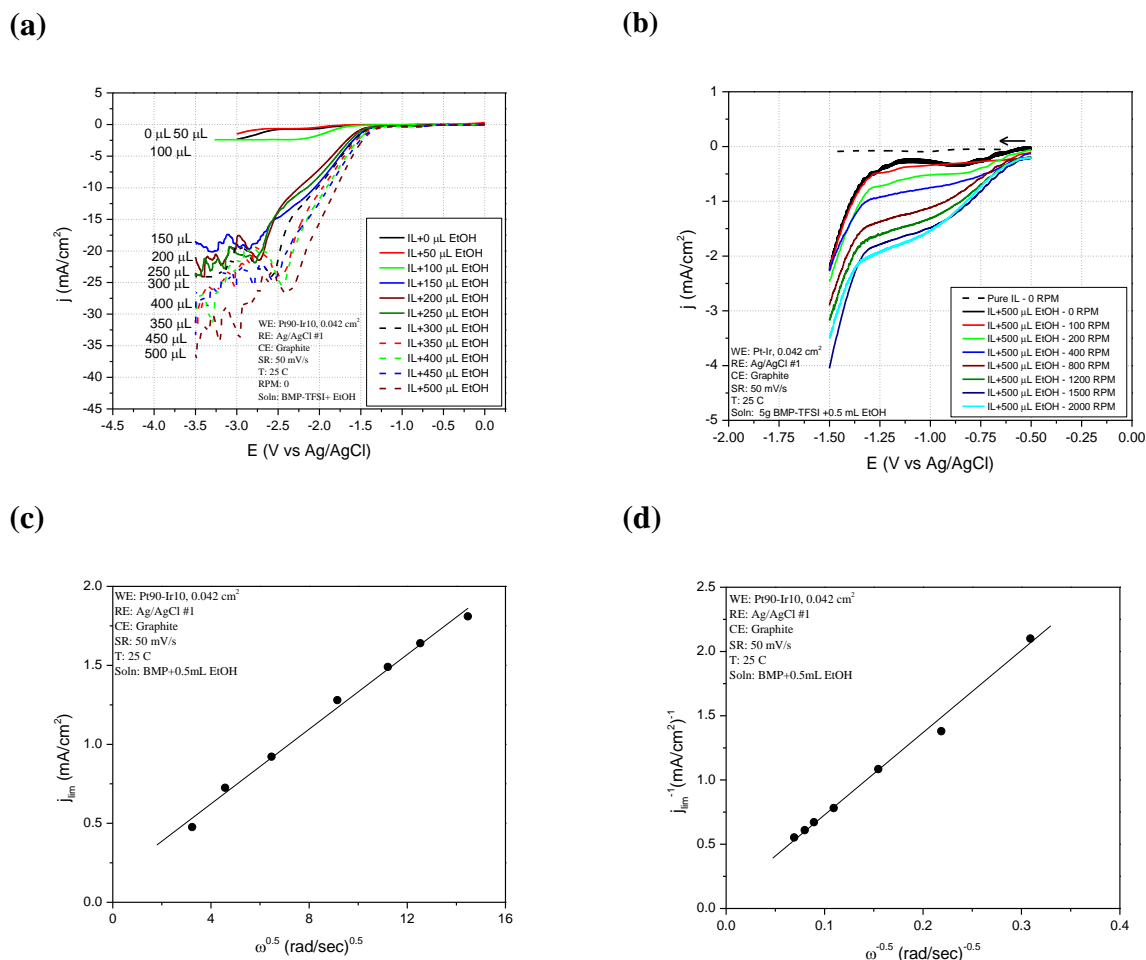 (a)
5
0
-5
-10
-15
-20
-25
-30
-35
-40
-45
-4.5 -4.0 -3.5 -3.0 -2.5 -2.0 -1.5 -1.0 -0.5 0.0
j (mA/cm²)
E (V vs Ag/AgCl)
0 µL 50 µL
100 µL
150 µL
200 µL
250 µL
300 µL
400 µL
350 µL
450 µL
500 µL
WE: Pt90-Ir10, 0.042 cm²
RE: Ag/AgCl #1
CE: Graphite
SR: 50 mV/s
T: 25 C
RPM: 0
Soln: BMP-TFSI+ EtOH
IL+0 µL EtOH
IL+50 µL EtOH
IL+100 µL EtOH
IL+150 µL EtOH
IL+200 µL EtOH
IL+250 µL EtOH
IL+300 µL EtOH
IL+350 µL EtOH
IL+400 µL EtOH
IL+450 µL EtOH
IL+500 µL EtOH
(b)
1
0
-1
-2
-3
-4
-5
-2.00 -1.75 -1.50 -1.25 -1.00 -0.75 -0.50 -0.25 0.00
j (mA/cm²)
E (V vs Ag/AgCl)
WE: Pt-Ir, 0.042 cm²
RE: Ag/AgCl #1
CE: Graphite
SR: 50 mV/s
T: 25 C
Soln: 5g BMP-TFSI +0.5 mL EtOH
Pure IL - 0 RPM
IL+500 µL EtOH - 0 RPM
IL+500 µL EtOH - 100 RPM
IL+500 µL EtOH - 200 RPM
IL+500 µL EtOH - 400 RPM
IL+500 µL EtOH - 800 RPM
IL+500 µL EtOH - 1200 RPM
IL+500 µL EtOH - 1500 RPM
IL+500 µL EtOH - 2000 RPM
(c)
2.0
1.5
1.0
0.5
0.0
0 4 8 12 16
j_lim (mA/cm²)
ω^0.5 (rad/sec)^0.5
WE: Pt90-Ir10, 0.042 cm²
RE: Ag/AgCl #1
CE: Graphite
SR: 50 mV/s
T: 25 C
Soln: BMP+0.5mL EtOH
(d)
2.5
2.0
1.5
1.0
0.5
0.0
0.0 0.1 0.2 0.3 0.4
j_lim^-1(mA/cm²)^-1
ω^-0.5 (rad/sec)^-0.5
WE: Pt90-Ir10, 0.042 cm²
RE: Ag/AgCl #1
CE: Graphite
SR: 50 mV/s
T: 25 C
Soln: BMP+0.5mL EtOH